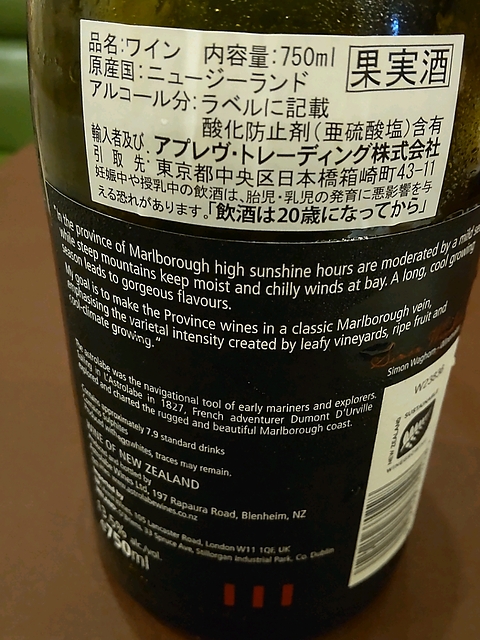 品名:ワイン 内容量:750ml 果実酒
原産国:ニュージーランド
アルコール分:ラベルに記載
酸化防止剤(亜硫酸塩)含有
輸入者及び、アプレヴ・トレーディング株式会社
引取先:東京都中央区日本橋箱崎町43-11
妊娠中や授乳中の飲酒は、胎児・乳児の発育に悪影響を与
える恐れがあります。「飲酒は20歳になってから」
"In the province of Marlborough high sunshine hours are moderated by a mild
while steep mountains keep moist and chilly winds at bay. A long, cool growing
season leads to gorgeous flavours.
My goal is to make the Province wines in a classic Marlborough vein,
emphasising the varietal intensity created by leafy vineyards, ripe fruit and
cool-climate growing."
Simon Waghorn
The Astrolabe was the navigational tool of early mariners and explorers.
in L'Astrolabe in 1827, French adventurer Dumont D'Urville
and charted the rugged and beautiful Marlborough coast.
approximately 7.9 standard drinks
traces may remain.
WINE OF NEW ZEALAND
Wines Ltd, 197 Rapaura Road, Blenheim, NZ
105 Lancaster Road, London W11 1QF, UK
33 Spruce Ave, Stillorgan Industrial Park, Co. Dublin
alc./vol.
750ml
NEW ZEALAND
SUSTAINABLE